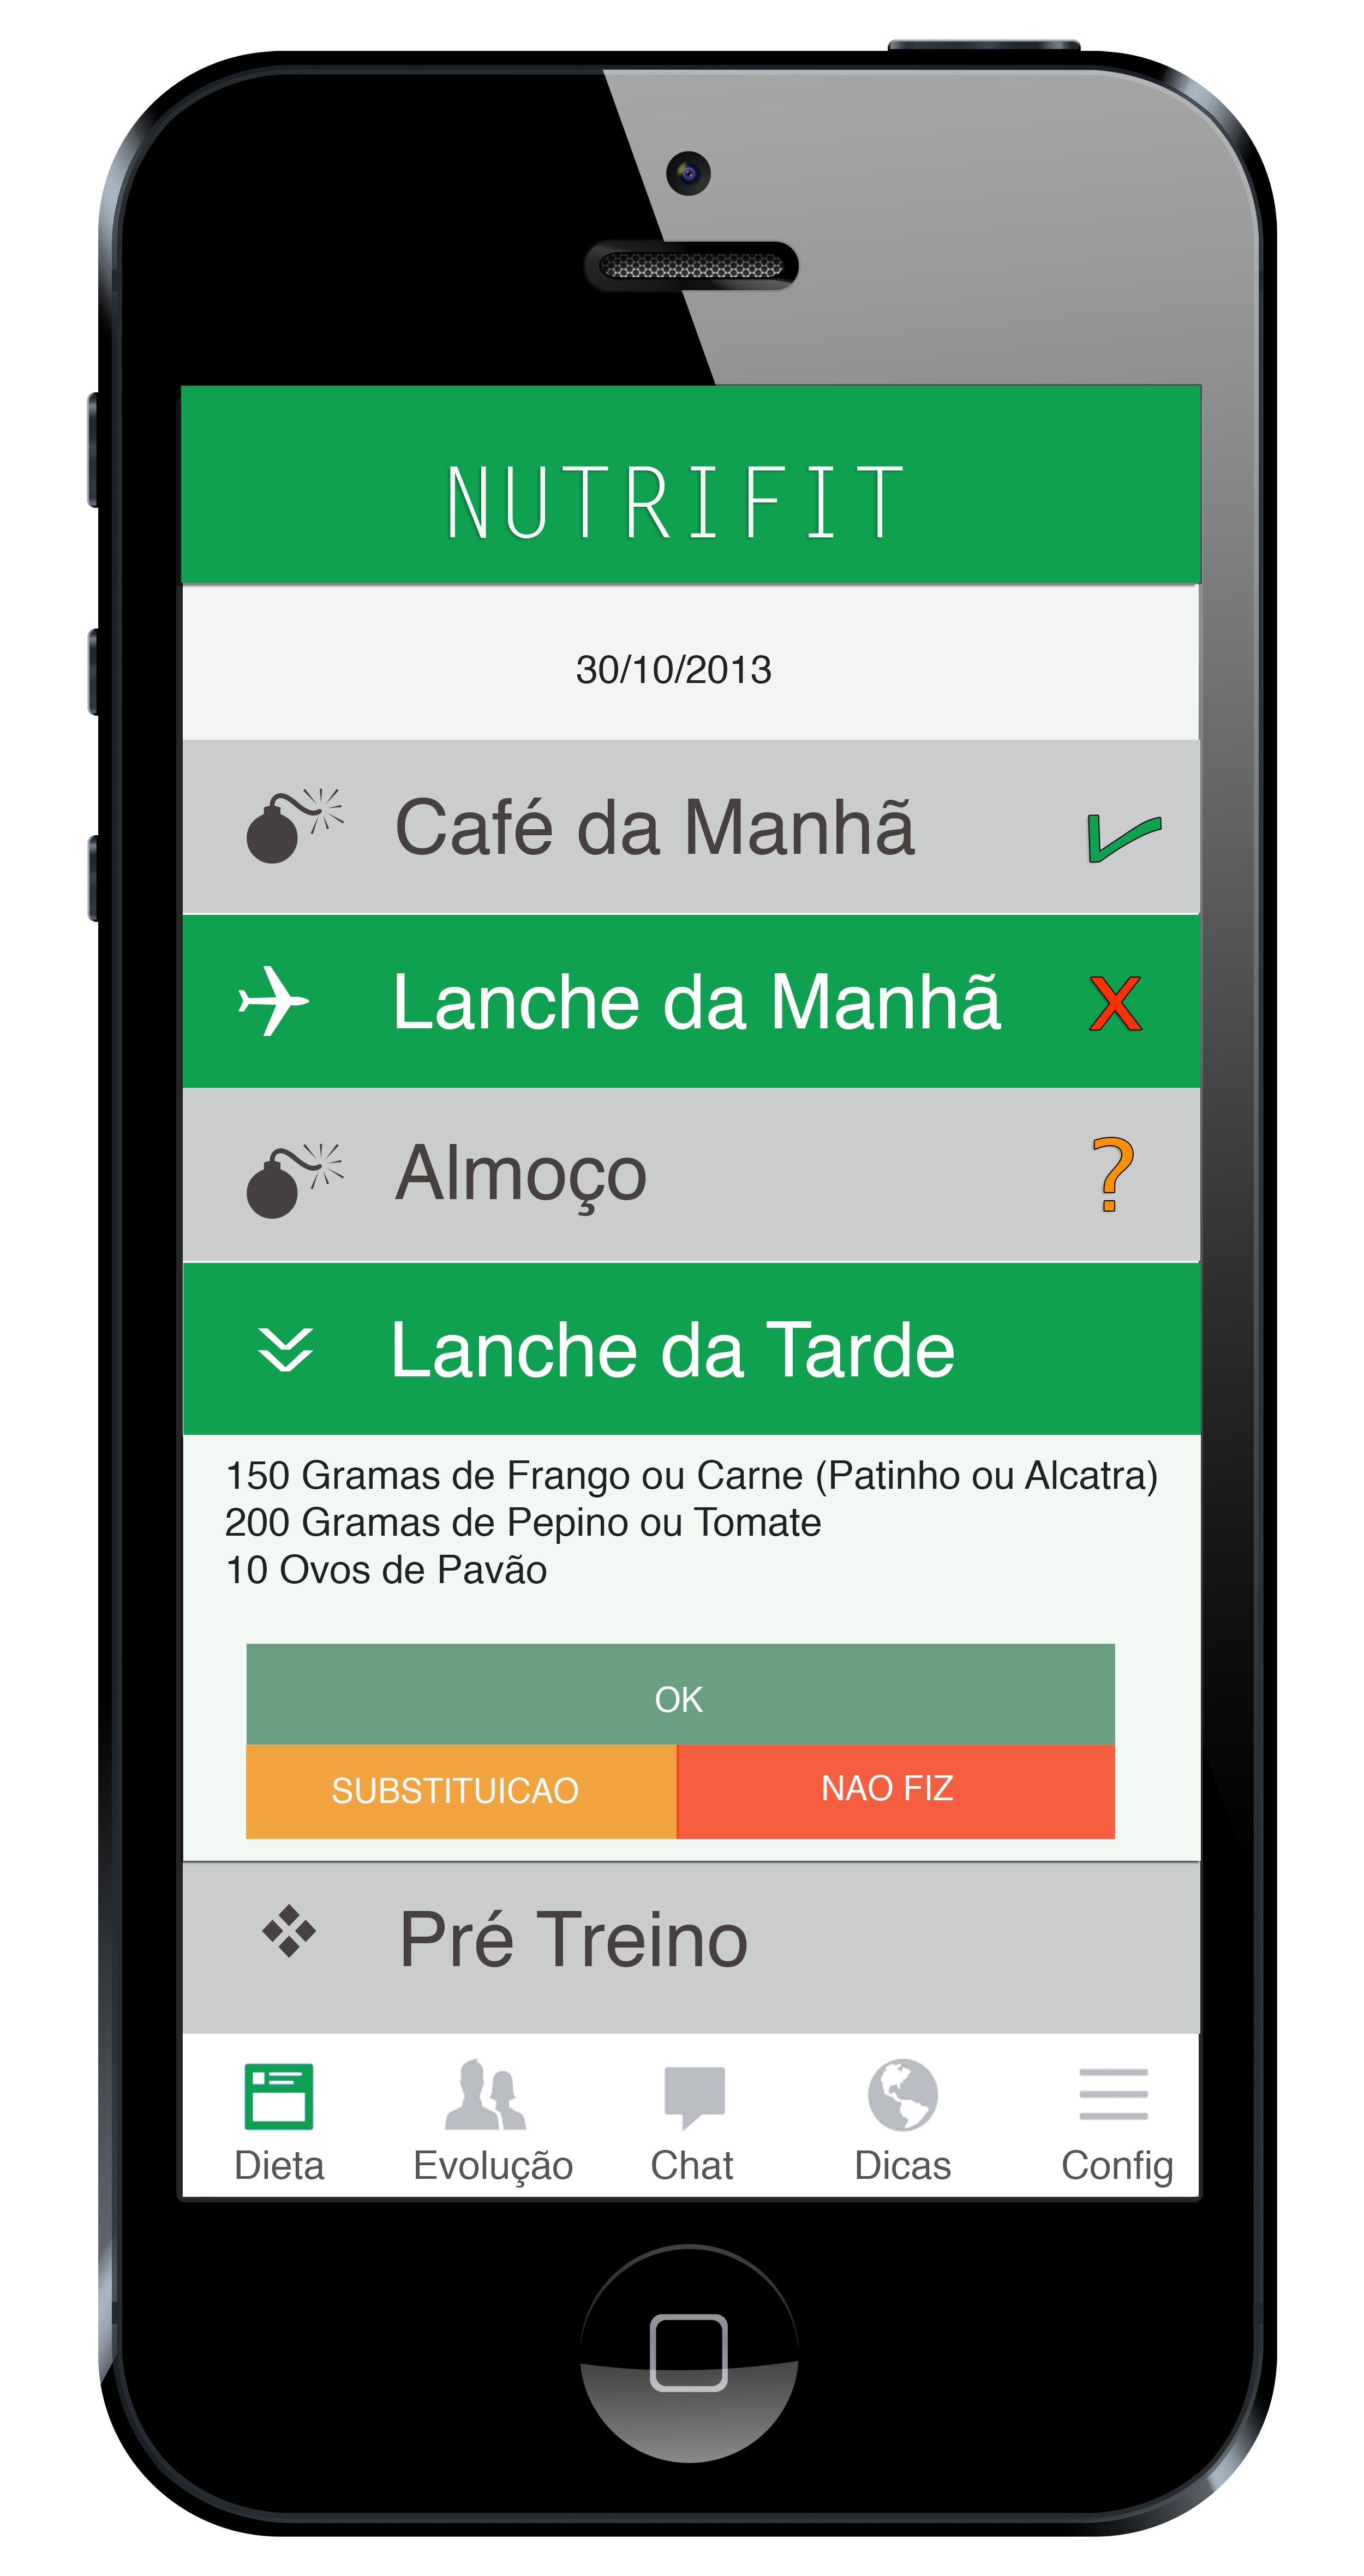 NUTRIFIT
30/10/2013
Café da Manhã
Lanche da Manhã
X
Almoço
?
Lanche da Tarde
150 Gramas de Frango ou Carne (Patinho ou Alcatra)
200 Gramas de Pepino ou Tomate
10 Ovos de Pavão
OK
SUBSTITUICAO
NAO FIZ
Pré Treino
Dieta
Evolução
Chat
Dicas
Config